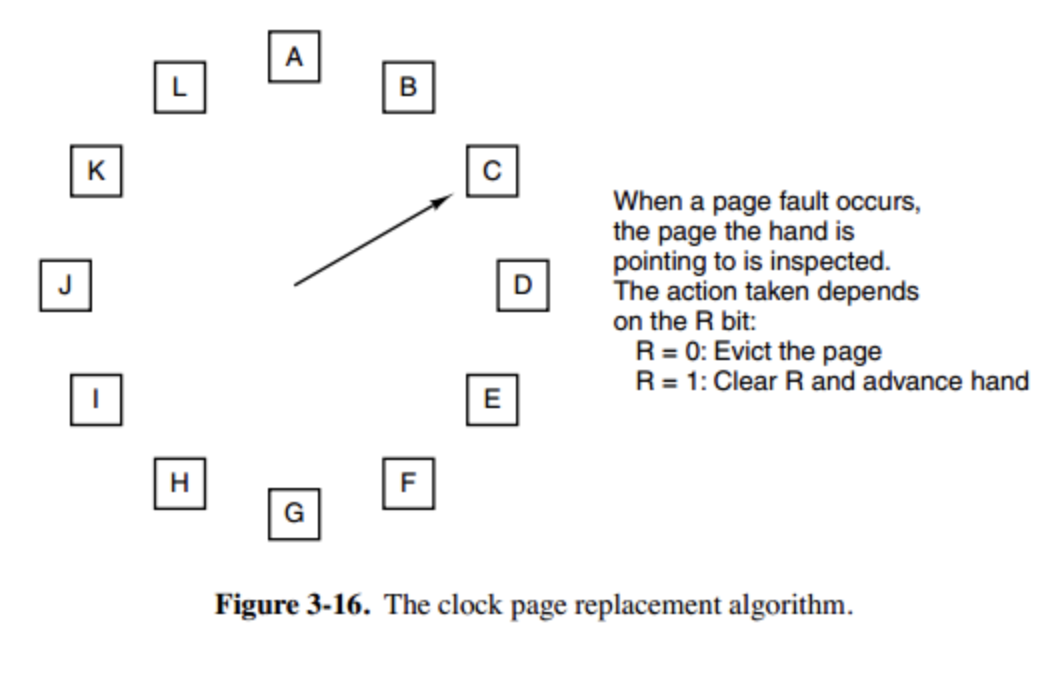 A
L
B
K
C
When a page fault occurs,
the page the hand is
pointing to is inspected.
The action taken depends
on the R bit:
R = 0: Evict the page
R = 1: Clear R and advance hand
J
D
I
E
H
F
G
Figure 3-16. The clock page replacement algorithm.